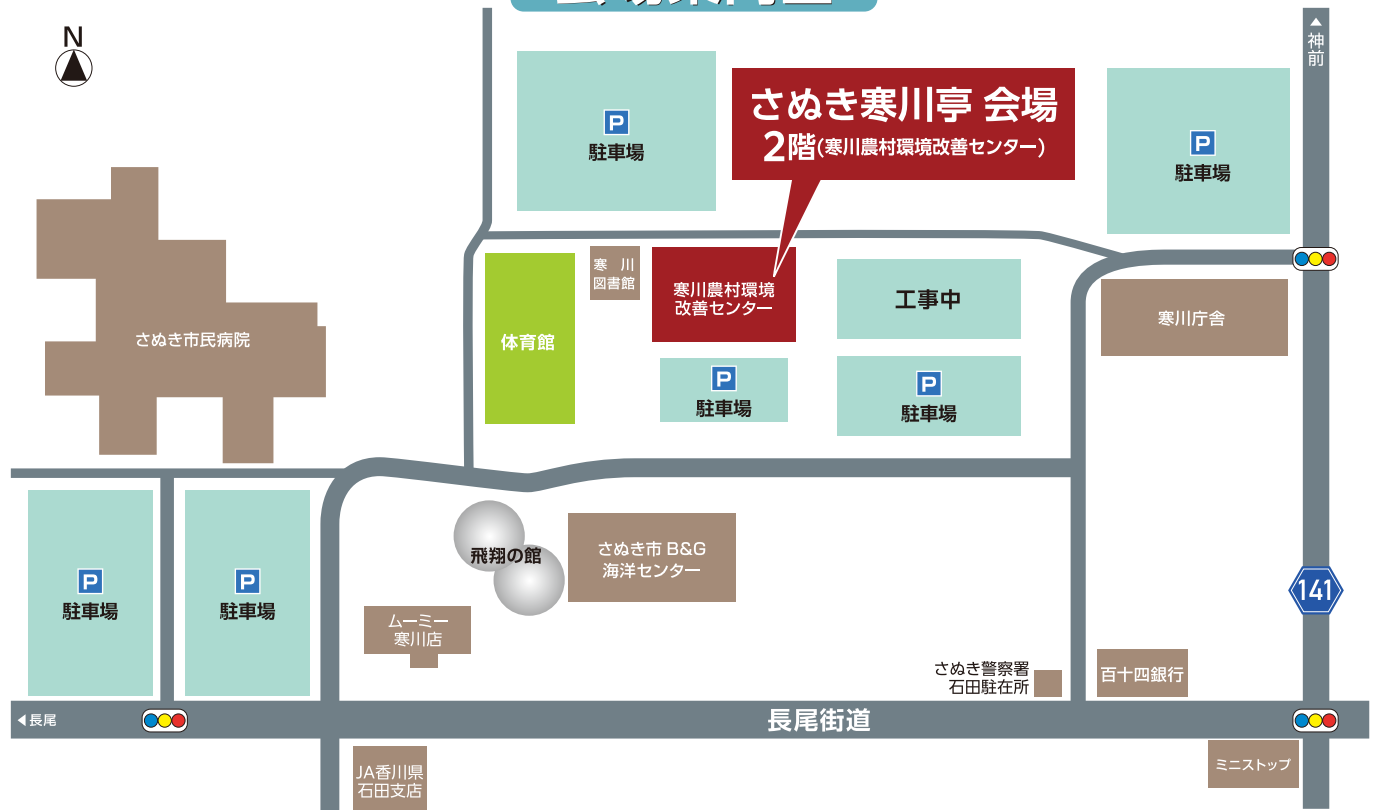 会場案内図
N
神前
P
駐車場
さぬき寒川亭 会場
2階(寒川農村環境改善センター)
P
駐車場
寒 川
図書館
寒川農村環境
改善センター
工事中
寒川庁舎
さぬき市民病院
体育館
P
駐車場
P
駐車場
飛翔の館
さぬき市 B&G
海洋センター
P
駐車場
P
駐車場
141
ムーミー
寒川店
さぬき警察署
石田駐在所
百十四銀行
長尾
長尾街道
JA香川県
石田支店
ミニストップ